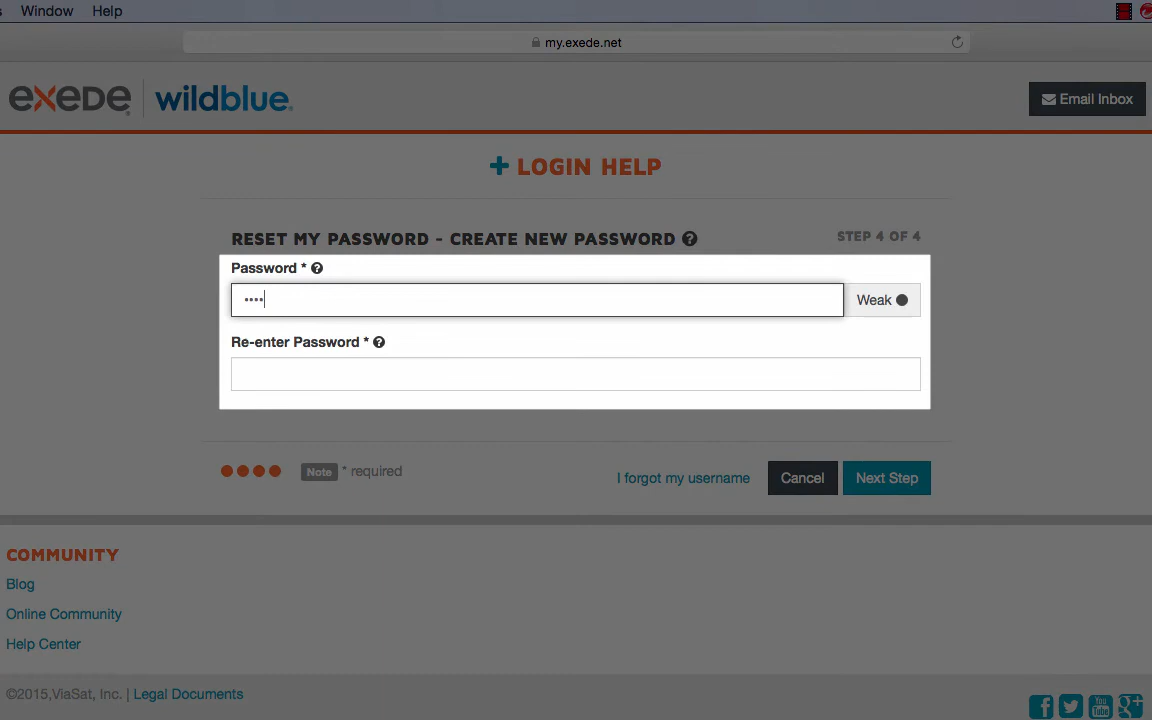 Window Help
my.exede.net
exede | wildblue®
Email Inbox
LOGIN HELP
RESET MY PASSWORD - CREATE NEW PASSWORD
STEP 4 OF 4
Password *
••••
Weak
Re-enter Password *
Note * required
I forgot my username
Cancel
Next Step
COMMUNITY
Blog
Online Community
Help Center
©2015,ViaSat, Inc. | Legal Documents